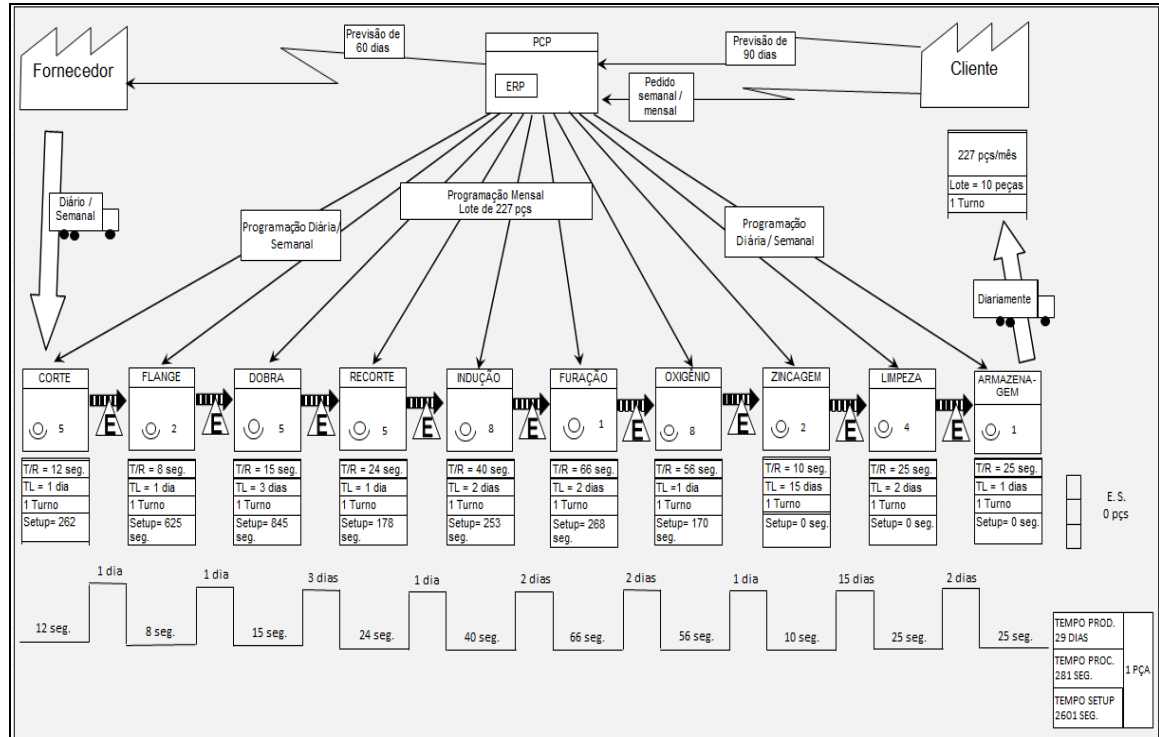 Fornecedor
Previsão de
60 dias
PCP
ERP
Previsão de
90 dias
Pedido
semanal /
mensal
Cliente
227 pçs/mês
Lote = 10 peças
1 Turno
Diário /
Semanal
Programação Diária/
Semanal
Programação Mensal
Lote de 227 pçs
Programação
Diária / Semanal
Diariamente
CORTE
5
FLANGE
2
DOBRA
5
RECORTE
5
INDUÇÃO
8
FURAÇÃO
1
OXIGÊNIO
8
ZINCAGEM
2
LIMPEZA
4
ARMAZENA-
GEM
1
E
E
E
E
E
E
E
E
E
T/R = 12 seg.
TL = 1 dia
1 Turno
Setup= 262
T/R = 8 seg.
TL = 1 dia
1 Turno
Setup= 625
seg.
T/R = 15 seg.
TL = 3 dias
1 Turno
Setup= 845
seg.
T/R = 24 seg.
TL = 1 dia
1 Turno
Setup= 178
seg.
T/R = 40 seg.
TL = 2 dias
1 Turno
Setup= 253
seg.
T/R = 66 seg.
TL = 2 dias
1 Turno
Setup= 268
seg.
T/R = 56 seg.
TL =1 dia
1 Turno
Setup= 170
seg.
T/R = 10 seg.
TL = 15 dias
1 Turno
Setup= 0 seg.
T/R = 25 seg.
TL = 2 dias
1 Turno
Setup= 0 seg.
T/R = 25 seg.
TL = 1 dias
1 Turno
Setup= 0 seg.
E. S.
0 pçs
1 dia
1 dia
3 dias
1 dia
2 dias
2 dias
1 dia
15 dias
2 dias
12 seg.
8 seg.
15 seg.
24 seg.
40 seg.
66 seg.
56 seg.
10 seg.
25 seg.
25 seg.
TEMPO PROD.
29 DIAS
TEMPO PROC.
281 SEG.
TEMPO SETUP
2601 SEG.
1 PÇA